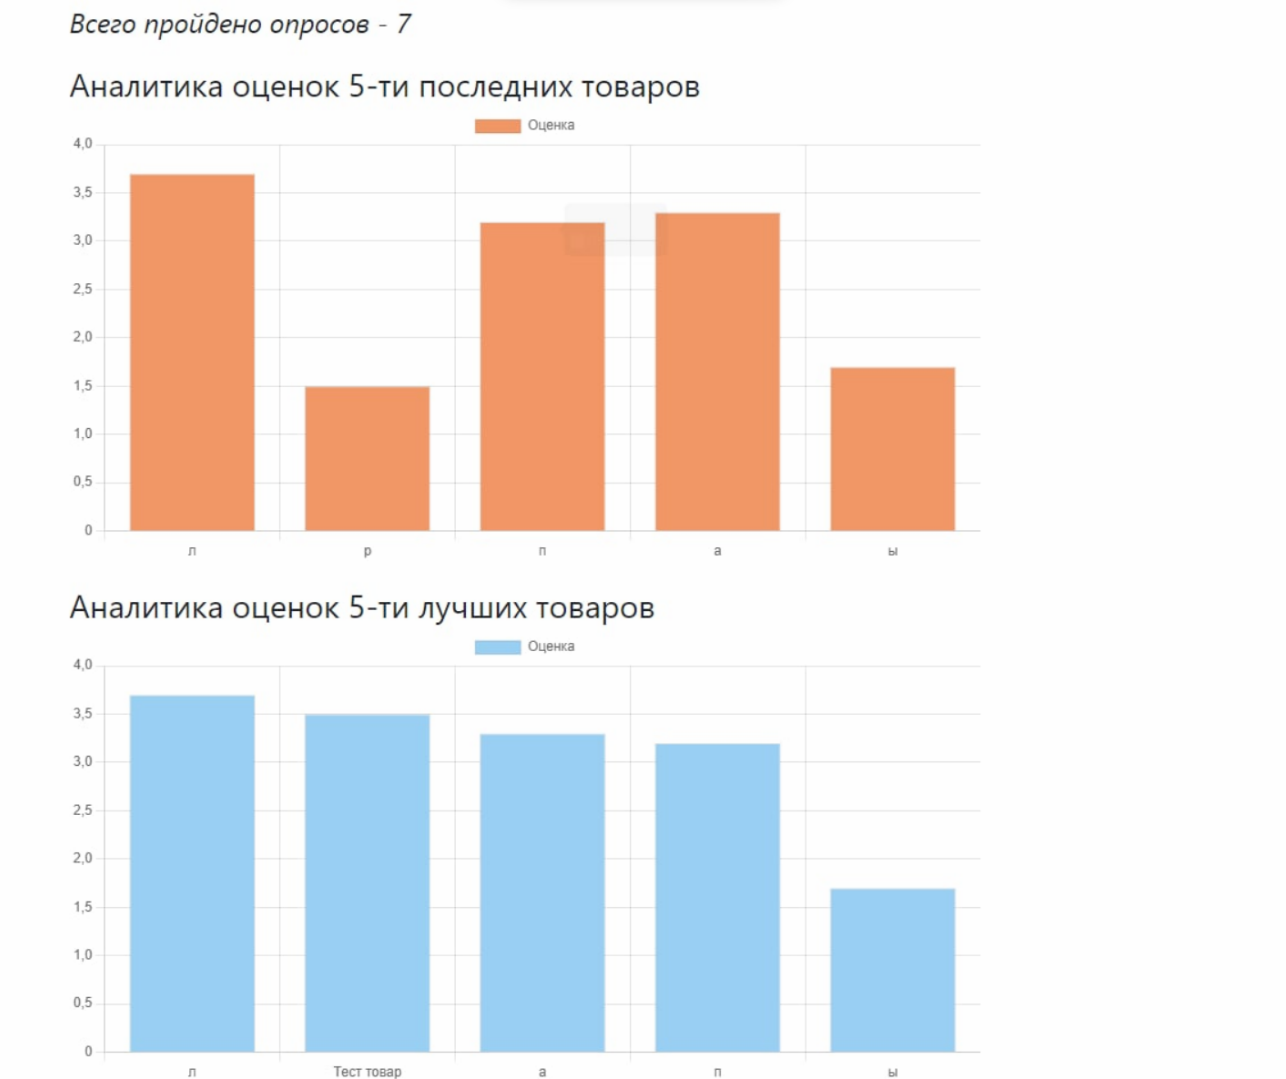 Всего пройдено опросов - 7
Аналитика оценок 5-ти последних товаров
Оценка
4,0
3,5
3,0
2,5
2,0
1,5
1,0
0,5
0
л р п а ы
Аналитика оценок 5-ти лучших товаров
Оценка
4,0
3,5
3,0
2,5
2,0
1,5
1,0
0,5
0
л Тест товар а п ы